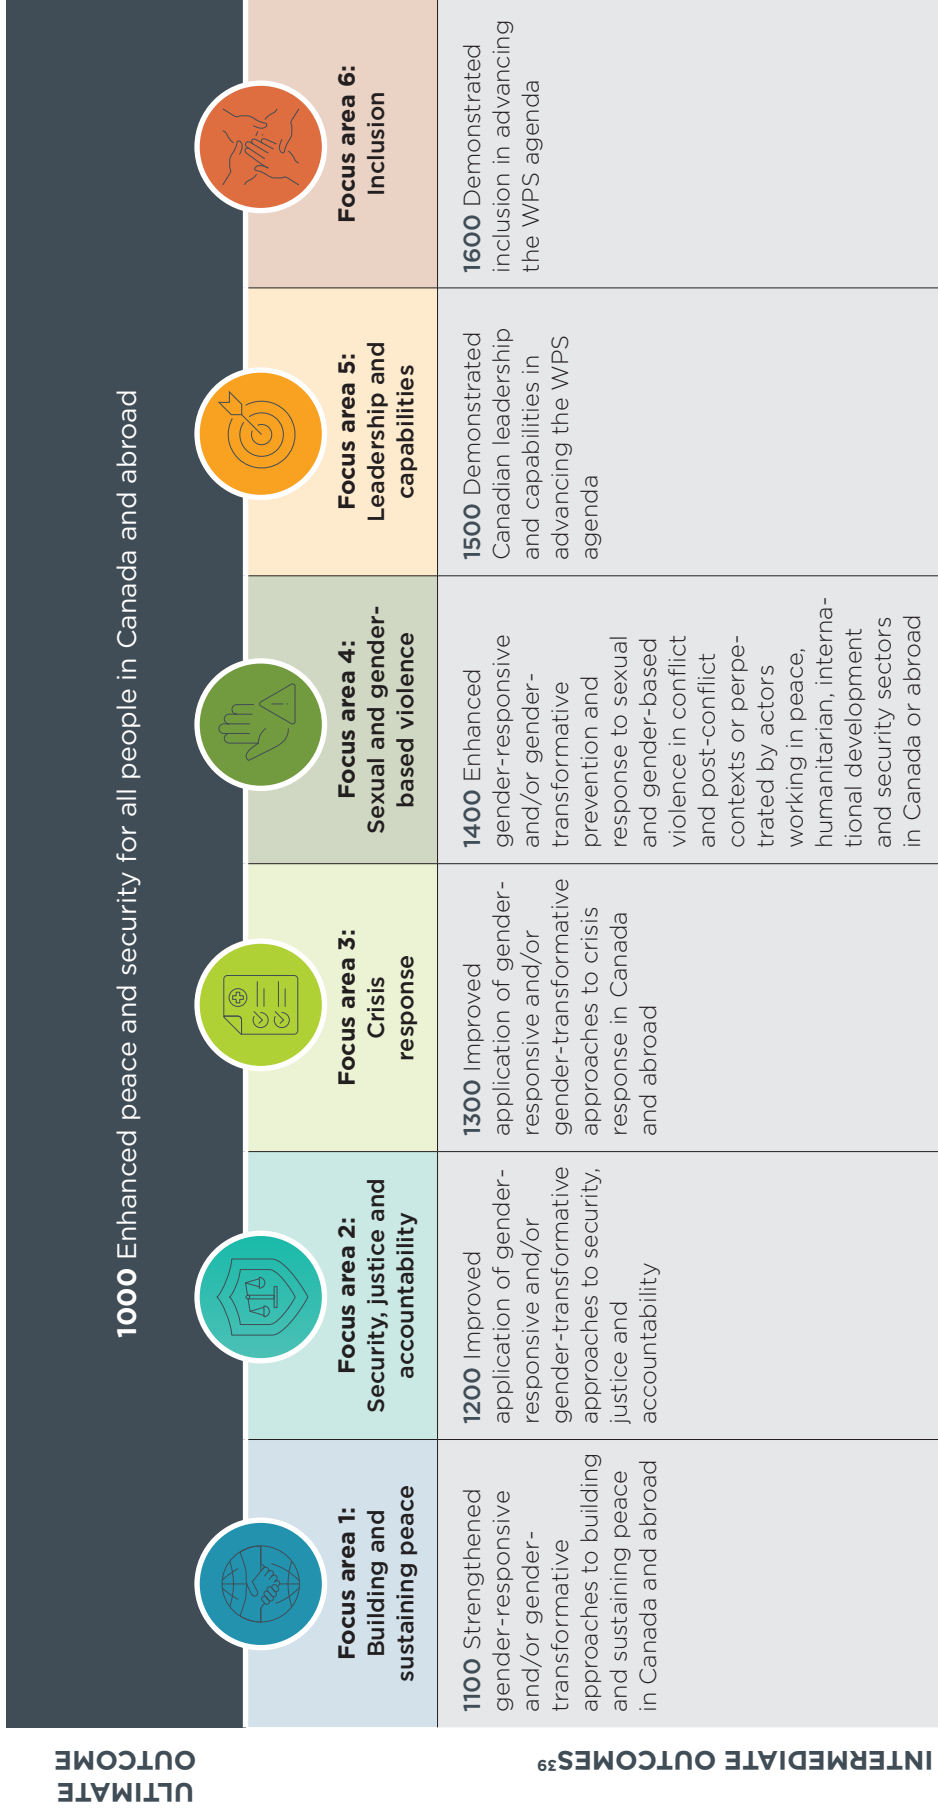 ULTIMATE
OUTCOME
1000 Enhanced peace and security for all people in Canada and abroad
Focus area 1:
Building and
sustaining peace
Focus area 2:
Security, justice and
accountability
Focus area 3:
Crisis
response
Focus area 4:
Sexual and gender-
based violence
Focus area 5:
Leadership and
capabilities
Focus area 6:
Inclusion
INTERMEDIATE OUTCOMES39
1100 Strengthened
gender-responsive
and/or gender-
transformative
approaches to building
and sustaining peace
in Canada and abroad
1200 Improved
application of gender-
responsive and/or
gender-transformative
approaches to security,
justice and
accountability
1300 Improved
application of gender-
responsive and/or
gender-transformative
approaches to crisis
response in Canada
and abroad
1400 Enhanced
gender-responsive
and/or gender-
transformative
prevention and
response to sexual
and gender-based
violence in conflict
and post-conflict
contexts or perpe-
trated by actors
working in peace,
humanitarian, interna-
tional development
and security sectors
in Canada or abroad
1500 Demonstrated
Canadian leadership
and capabilities in
advancing the WPS
agenda
1600 Demonstrated
inclusion in advancing
the WPS agenda